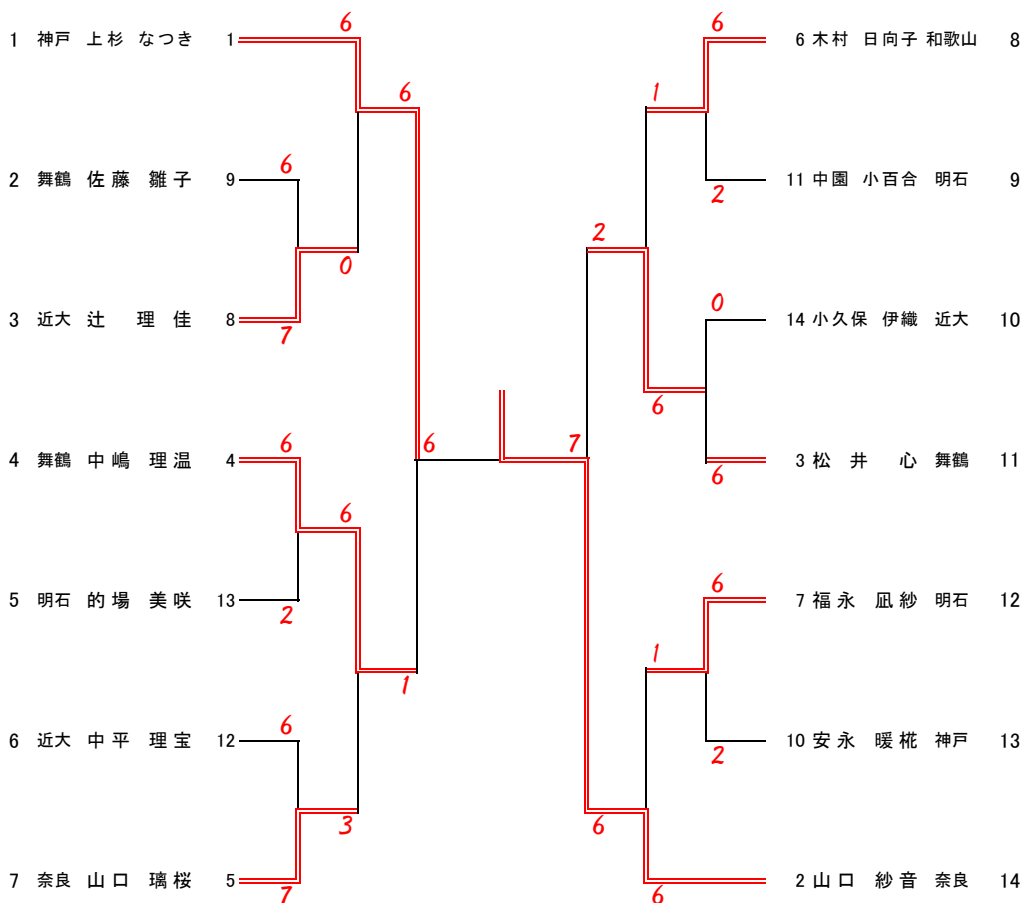 6
6
1 神戸 上杉 なつき 1
6 木村 日向子 和歌山 8
6
1
6
2 舞鶴 佐藤 雛子 9
11 中園 小百合 明石 9
2
2
0
0
3 近大 辻 理佳 8
14 小久保 伊織 近大 10
7
6
6
7
6
4 舞鶴 中嶋 理温 4
3 松井 心 舞鶴 11
6
6
6
5 明石 的場 美咲 13
7 福永 凪紗 明石 12
2
1
1
6
6 近大 中平 理宝 12
10 安永 暖椛 神戸 13
2
3
6
7 奈良 山口 璃桜 5
2 山口 紗音 奈良 14
7
6